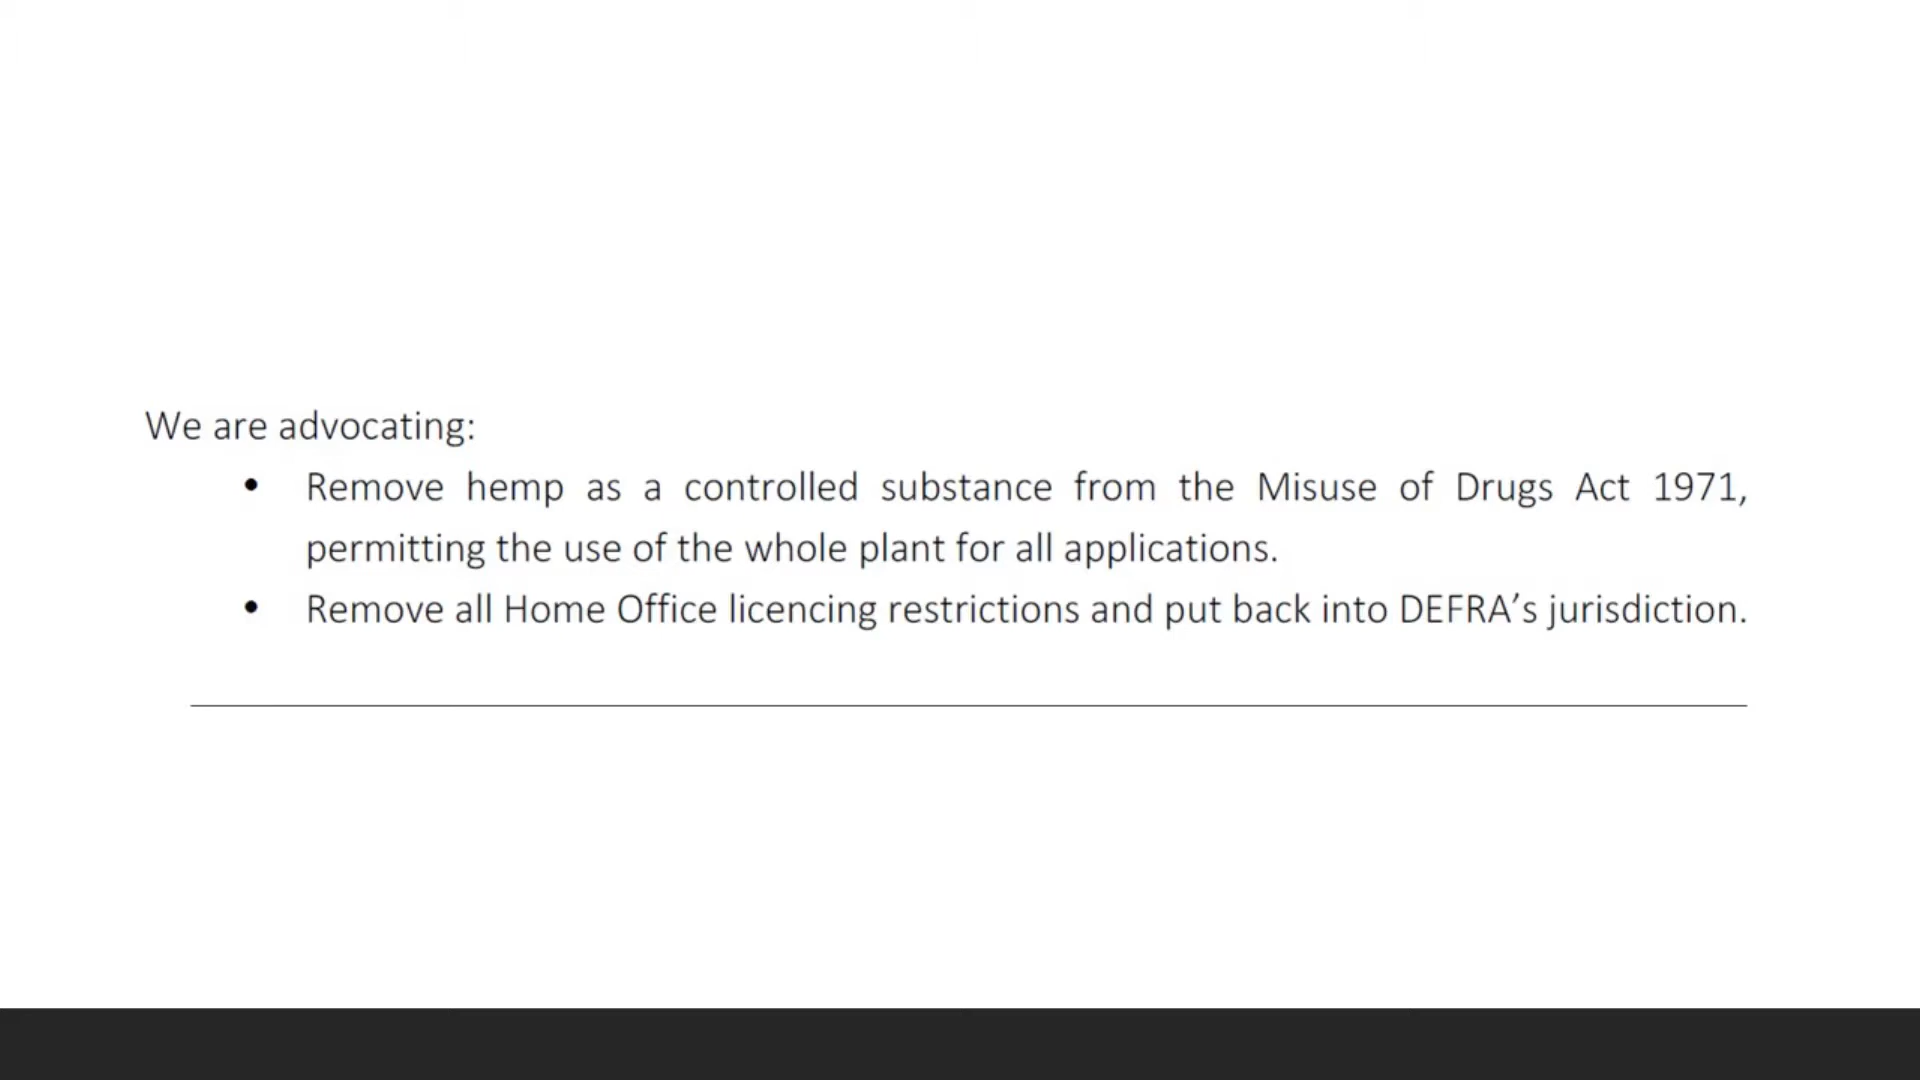 We are advocating:
• Remove hemp as a controlled substance from the Misuse of Drugs Act 1971,
permitting the use of the whole plant for all applications.
• Remove all Home Office licencing restrictions and put back into DEFRA’s jurisdiction.